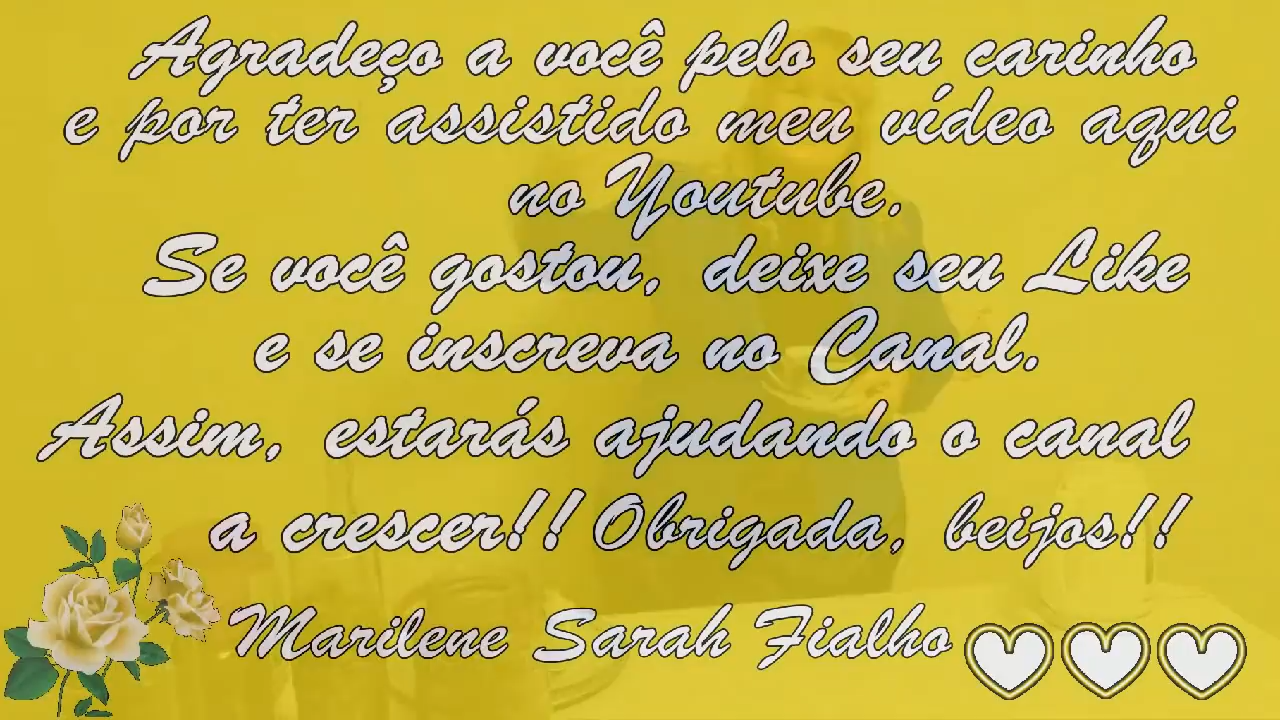 Agradeço a você pelo seu carinho
e por ter assistido meu vídeo aqui
no Youtube.
Se você gostou, deixe seu Like
e se inscreva no Canal.
Assim, estarás ajudando o canal
a crescer!! Obrigada, beijos!!
Marilene Sarah Fialho